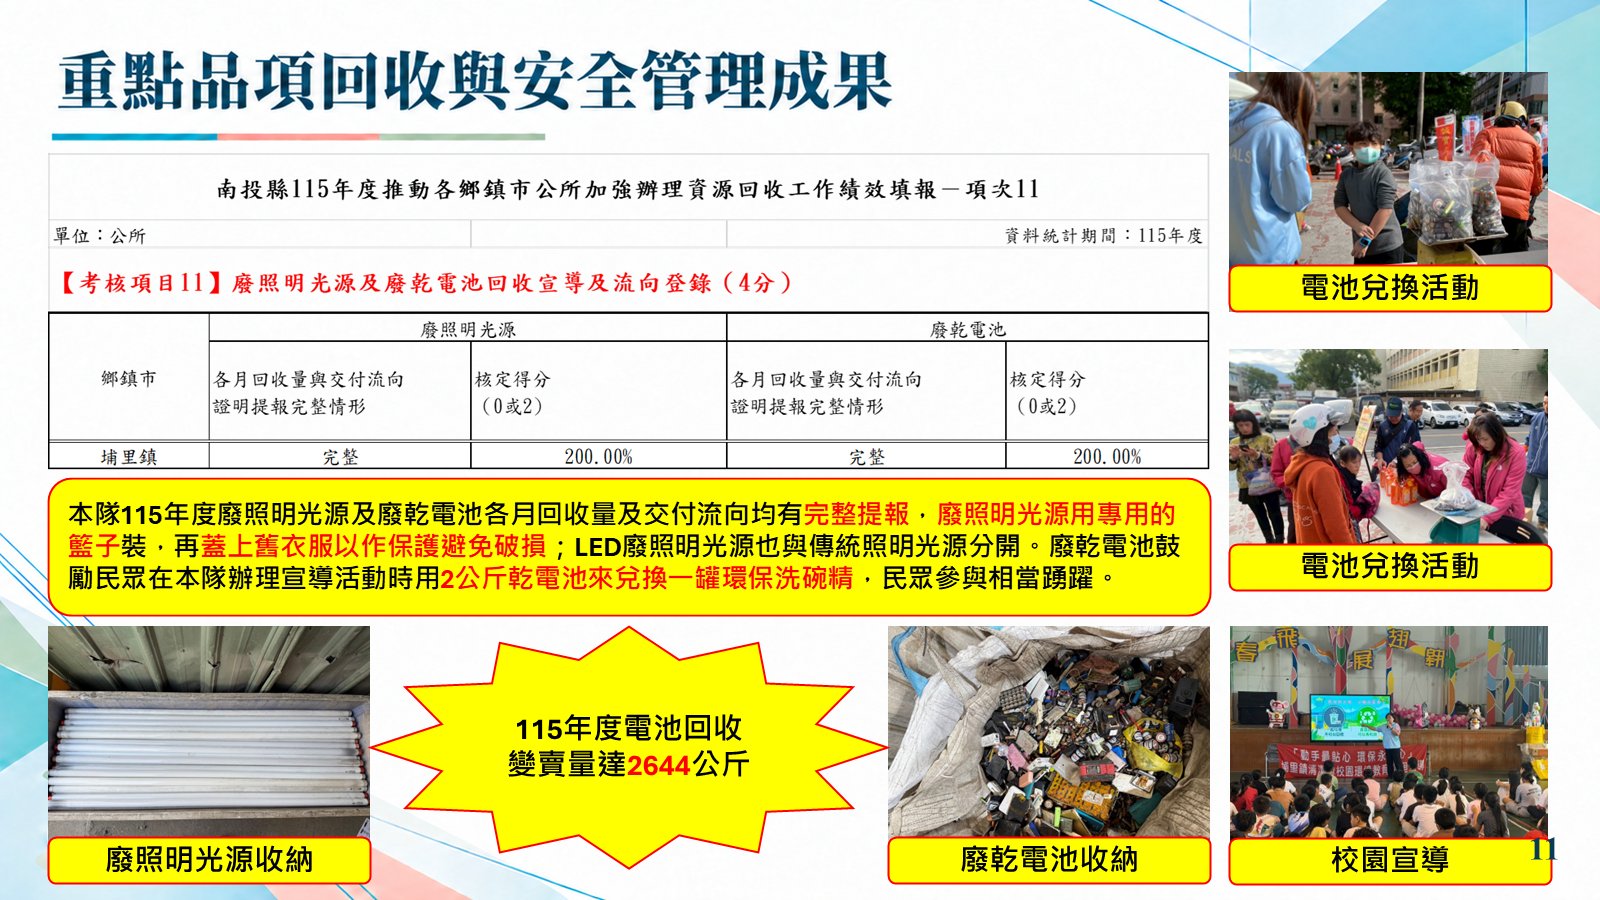 重點品項回收與安全管理成果
南投縣115年度推動各鄉鎮市公所加強辦理資源回收工作績效填報－項次11
單位：公所
資料統計期間：115年度
【考核項目11】廢照明光源及廢乾電池回收宣導及流向登錄（4分）
鄉鎮市
廢照明光源
廢乾電池
各月回收量與交付流向
證明提報完整情形
核定得分
（0或2）
各月回收量與交付流向
證明提報完整情形
核定得分
（0或2）
埔里鎮 完整 200.00% 完整 200.00%
本隊115年度廢照明光源及廢乾電池各月回收量及交付流向均有完整提報，廢照明光源用專用的
籃子裝，再蓋上舊衣服以作保護避免破損；LED廢照明光源也與傳統照明光源分開。廢乾電池鼓
勵民眾在本隊辦理宣導活動時用2公斤乾電池來兌換一罐環保洗碗精，民眾參與相當踴躍。
電池兌換活動
電池兌換活動
115年度電池回收
變賣量達2644公斤
廢照明光源收納
廢乾電池收納
春飛展翅
「動手最貼心 環保永
校園宣導
11